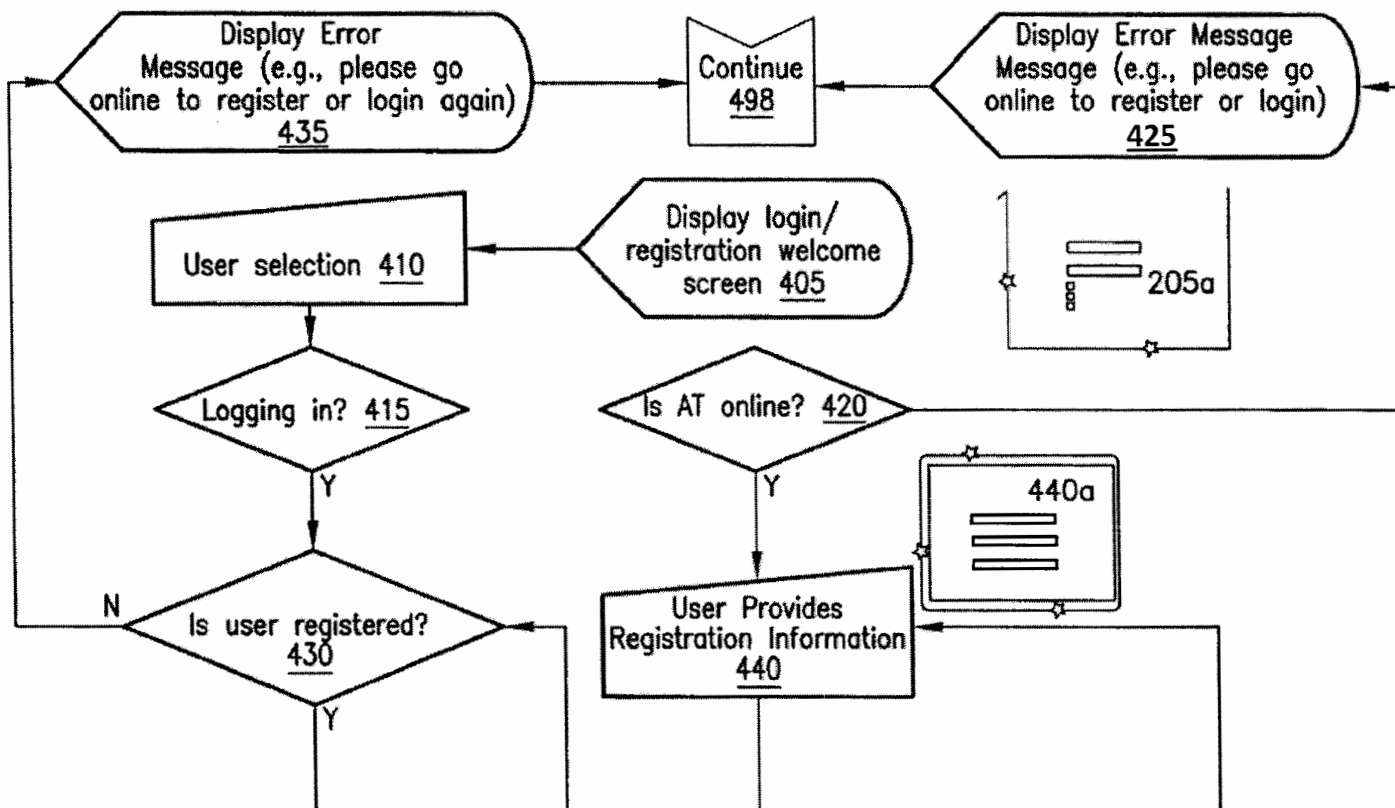 Display Error
Message (e.g., please go
online to register or login again)
435
Continue
498
Display Error Message
Message (e.g., please go
online to register or login)
425
User selection 410
Display login/
registration welcome
screen 405
205a
Logging in? 415
Y
Is AT online? 420
Y
440a
N
Is user registered?
430
Y
User Provides
Registration Information
440